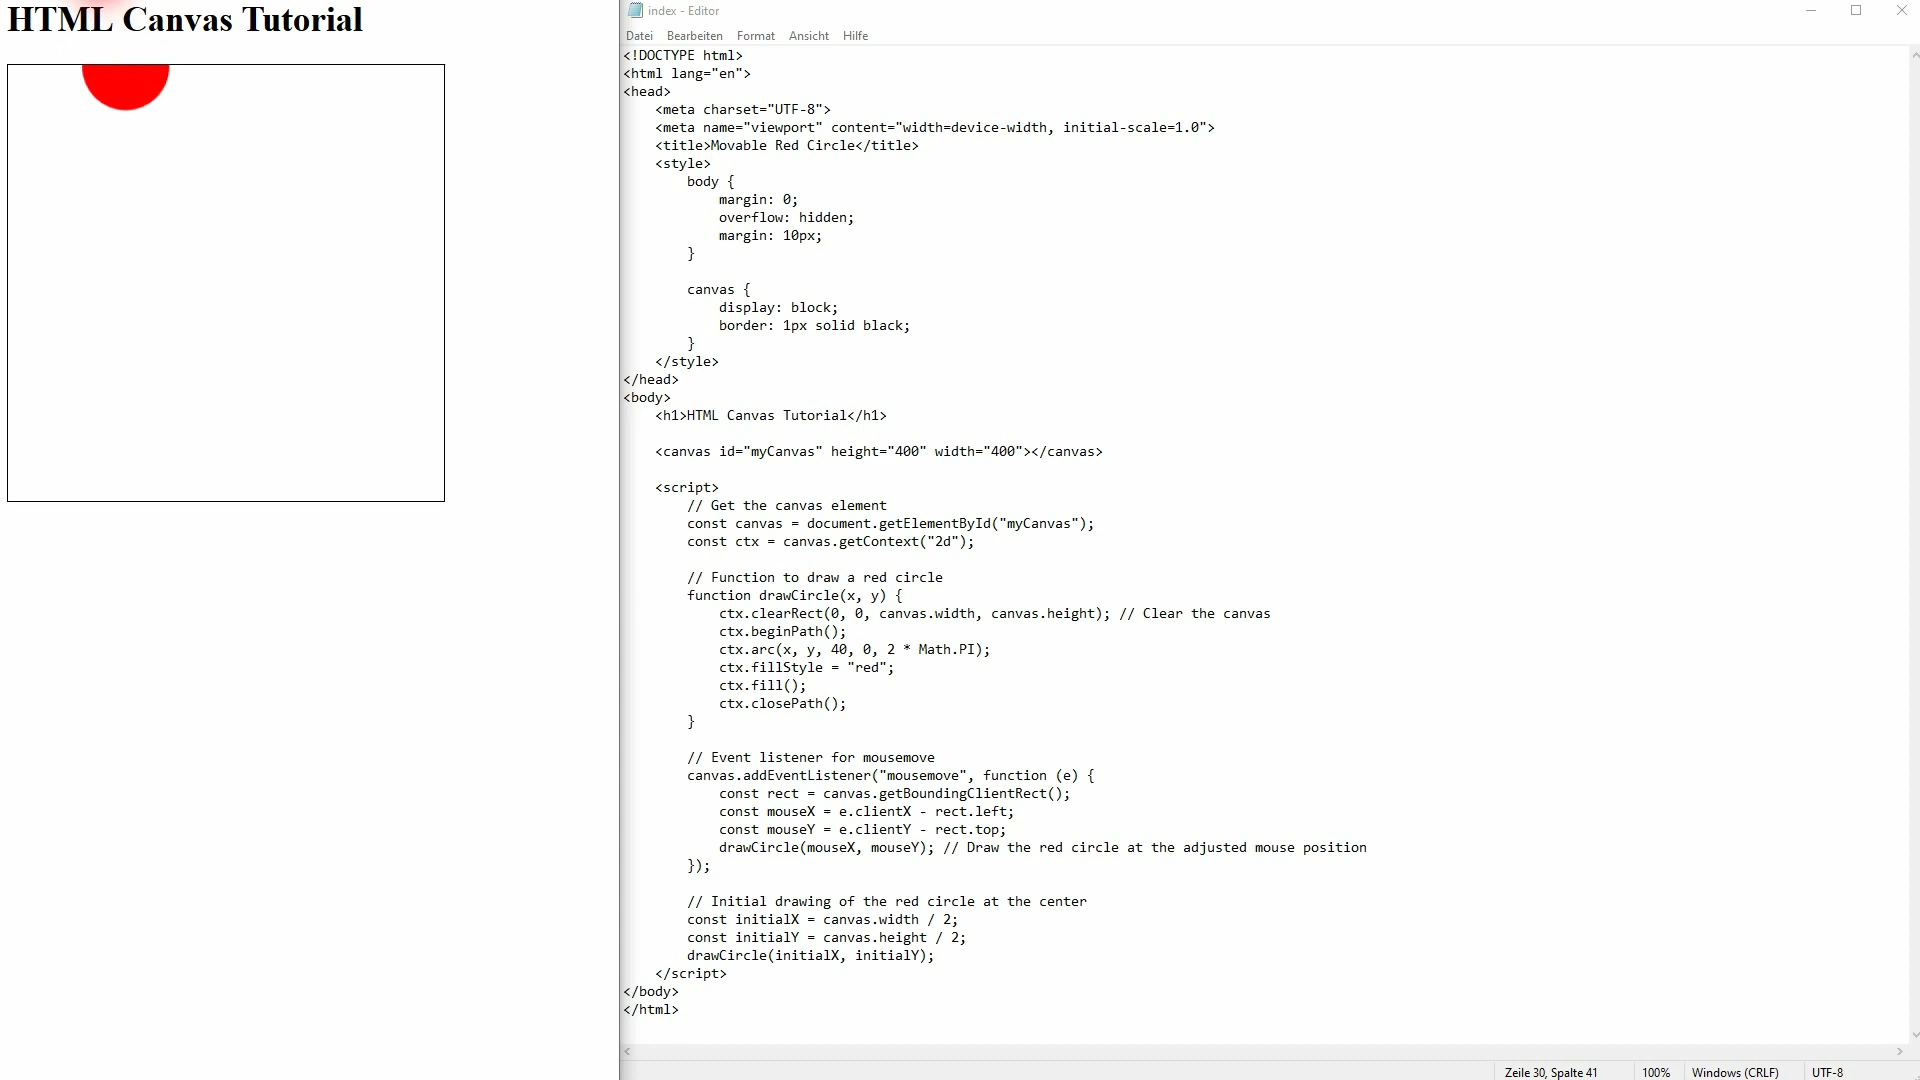 HTML Canvas Tutorial
index - Editor
Datei Bearbeiten Format Ansicht Hilfe
<!DOCTYPE html>
<html lang="en">
<head>
    <meta charset="UTF-8">
    <meta name="viewport" content="width=device-width, initial-scale=1.0">
    <title>Movable Red Circle</title>
    <style>
        body {
            margin: 0;
            overflow: hidden;
            margin: 10px;
        }

        canvas {
            display: block;
            border: 1px solid black;
        }
    </style>
</head>
<body>
    <h1>HTML Canvas Tutorial</h1>

    <canvas id="myCanvas" height="400" width="400"></canvas>

    <script>
        // Get the canvas element
        const canvas = document.getElementById("myCanvas");
        const ctx = canvas.getContext("2d");

        // Function to draw a red circle
        function drawCircle(x, y) {
            ctx.clearRect(0, 0, canvas.width, canvas.height); // Clear the canvas
            ctx.beginPath();
            ctx.arc(x, y, 40, 0, 2 * Math.PI);
            ctx.fillStyle = "red";
            ctx.fill();
            ctx.closePath();
        }

        // Event listener for mousemove
        canvas.addEventListener("mousemove", function (e) {
            const rect = canvas.getBoundingClientRect();
            const mouseX = e.clientX - rect.left;
            const mouseY = e.clientY - rect.top;
            drawCircle(mouseX, mouseY); // Draw the red circle at the adjusted mouse position
        });

        // Initial drawing of the red circle at the center
        const initialX = canvas.width / 2;
        const initialY = canvas.height / 2;
        drawCircle(initialX, initialY);
    </script>
</body>
</html>
Zeile 30, Spalte 41 100% Windows (CRLF) UTF-8